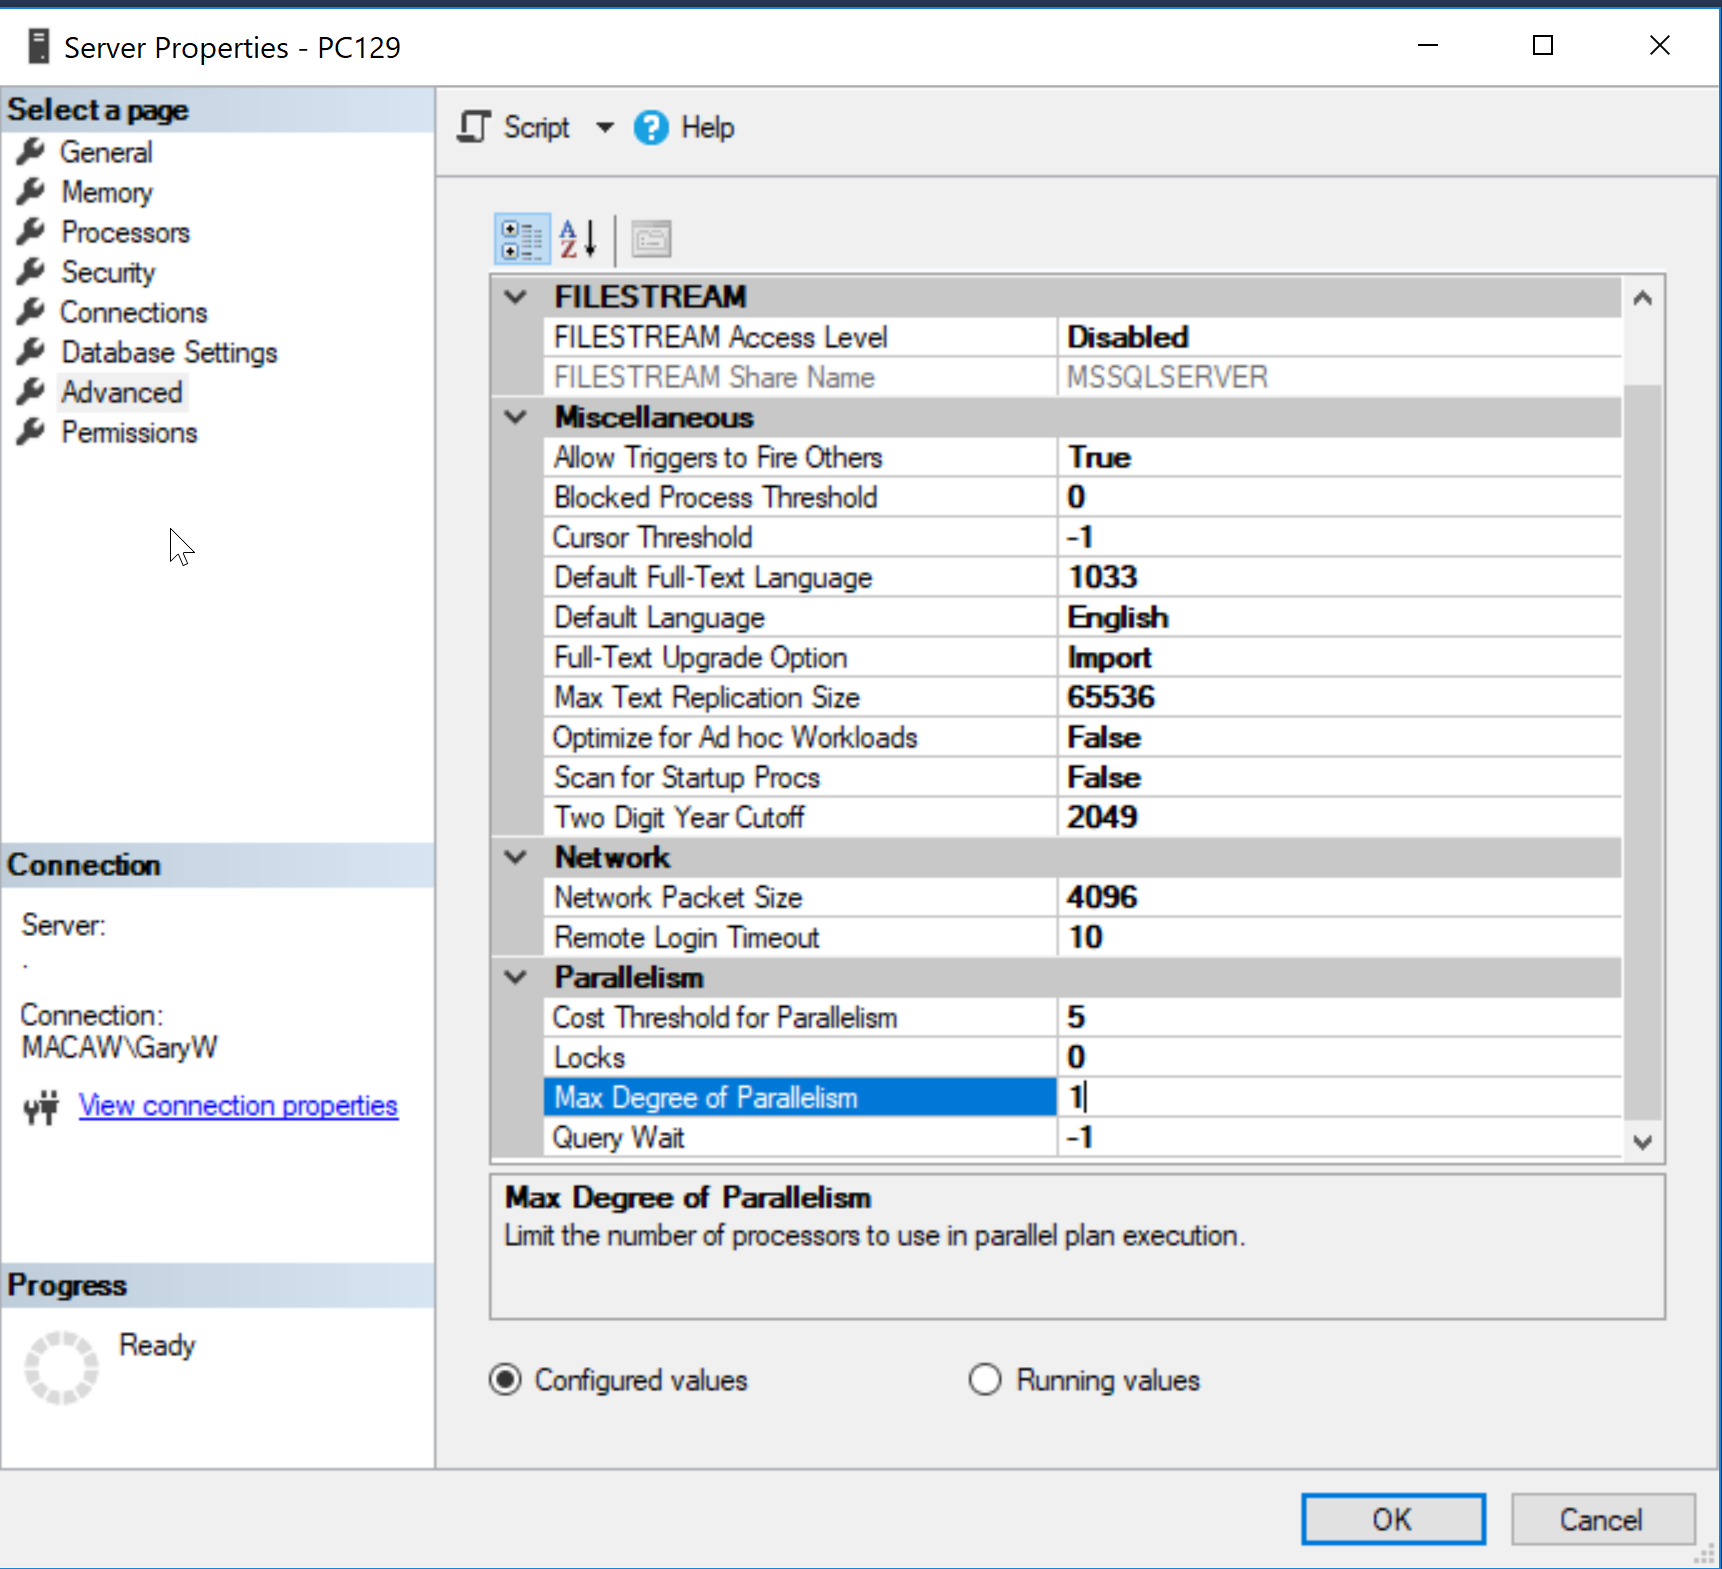 Server Properties - PC129
Select a page
General
Memory
Processors
Security
Connections
Database Settings
Advanced
Permissions
Connection
Server:
.
Connection:
MACAW\GaryW
View connection properties
Progress
Ready
Script
Help
FILESTREAM
FILESTREAM Access Level Disabled
FILESTREAM Share Name MSSQLSERVER
Miscellaneous
Allow Triggers to Fire Others True
Blocked Process Threshold 0
Cursor Threshold -1
Default Full-Text Language 1033
Default Language English
Full-Text Upgrade Option Import
Max Text Replication Size 65536
Optimize for Ad hoc Workloads False
Scan for Startup Procs False
Two Digit Year Cutoff 2049
Network
Network Packet Size 4096
Remote Login Timeout 10
Parallelism
Cost Threshold for Parallelism 5
Locks 0
Max Degree of Parallelism 1
Query Wait -1
Max Degree of Parallelism
Limit the number of processors to use in parallel plan execution.
Configured values
Running values
OK
Cancel